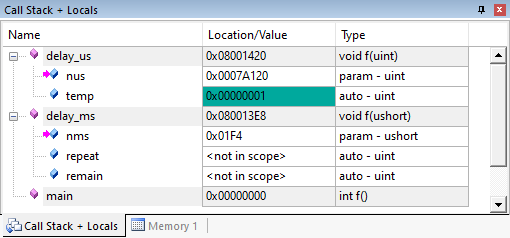 Call Stack + Locals
Name Location/Value Type
delay_us 0x08001420 void f(uint)
nus 0x0007A120 param - uint
temp 0x00000001 auto - uint
delay_ms 0x080013E8 void f(ushort)
nms 0x01F4 param - ushort
repeat <not in scope> auto - uint
remain <not in scope> auto - uint
main 0x00000000 int f()
Call Stack + Locals Memory 1